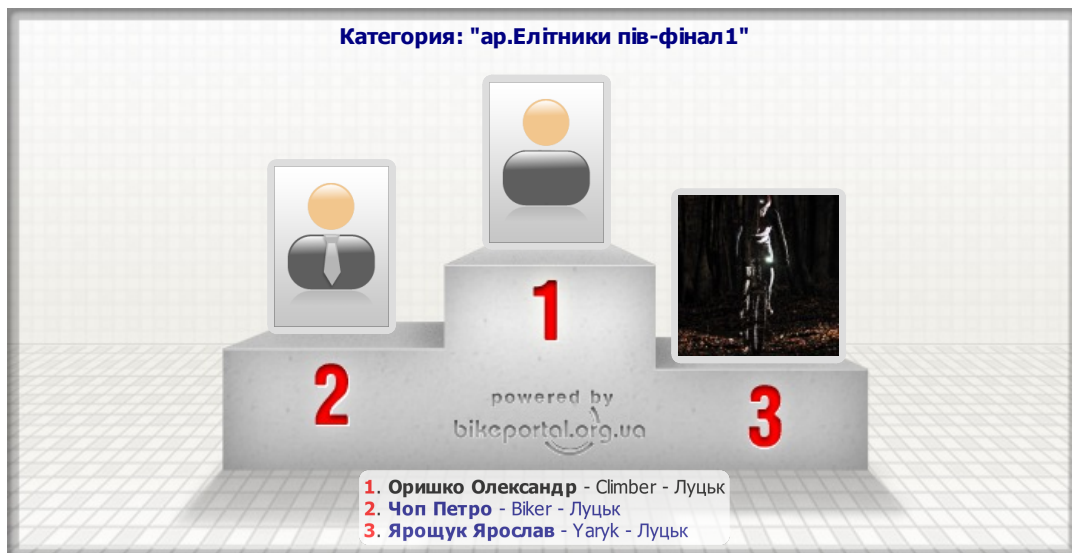 Категория: "ар.Елітники пів-фінал1"
1
2
3
powered by
bikeportal.org.ua
1. Оришко Олександр - Climber - Луцьк
2. Чоп Петро - Biker - Луцьк
3. Ярощук Ярослав - Yaryk - Луцьк